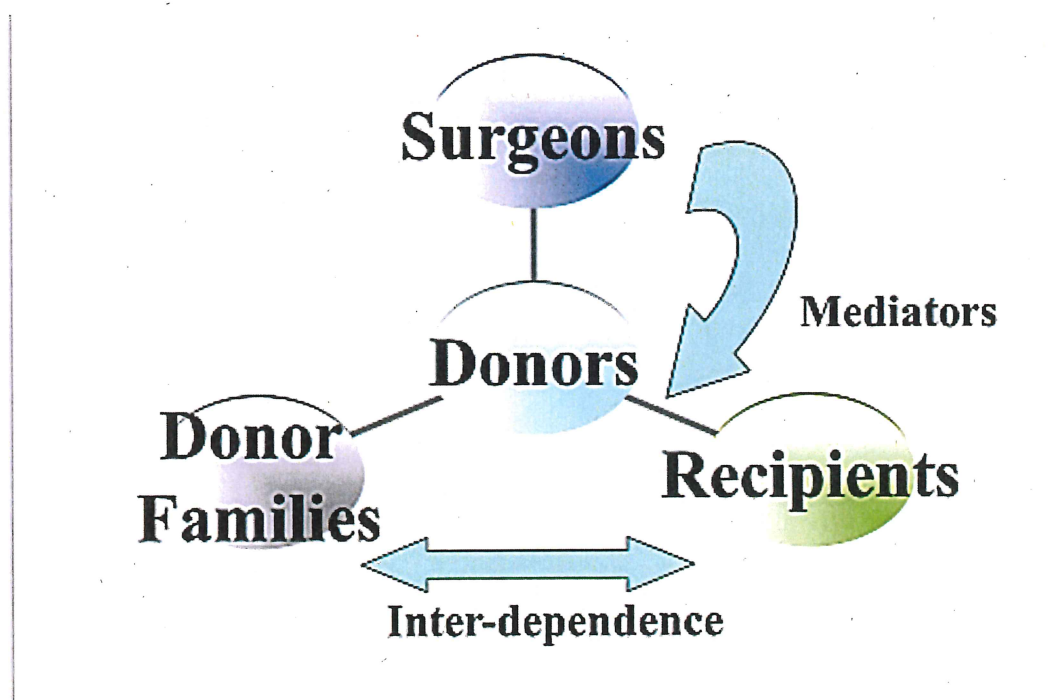 Surgeons
Mediators
Donors
Donor
Families
Recipients
Inter-dependence